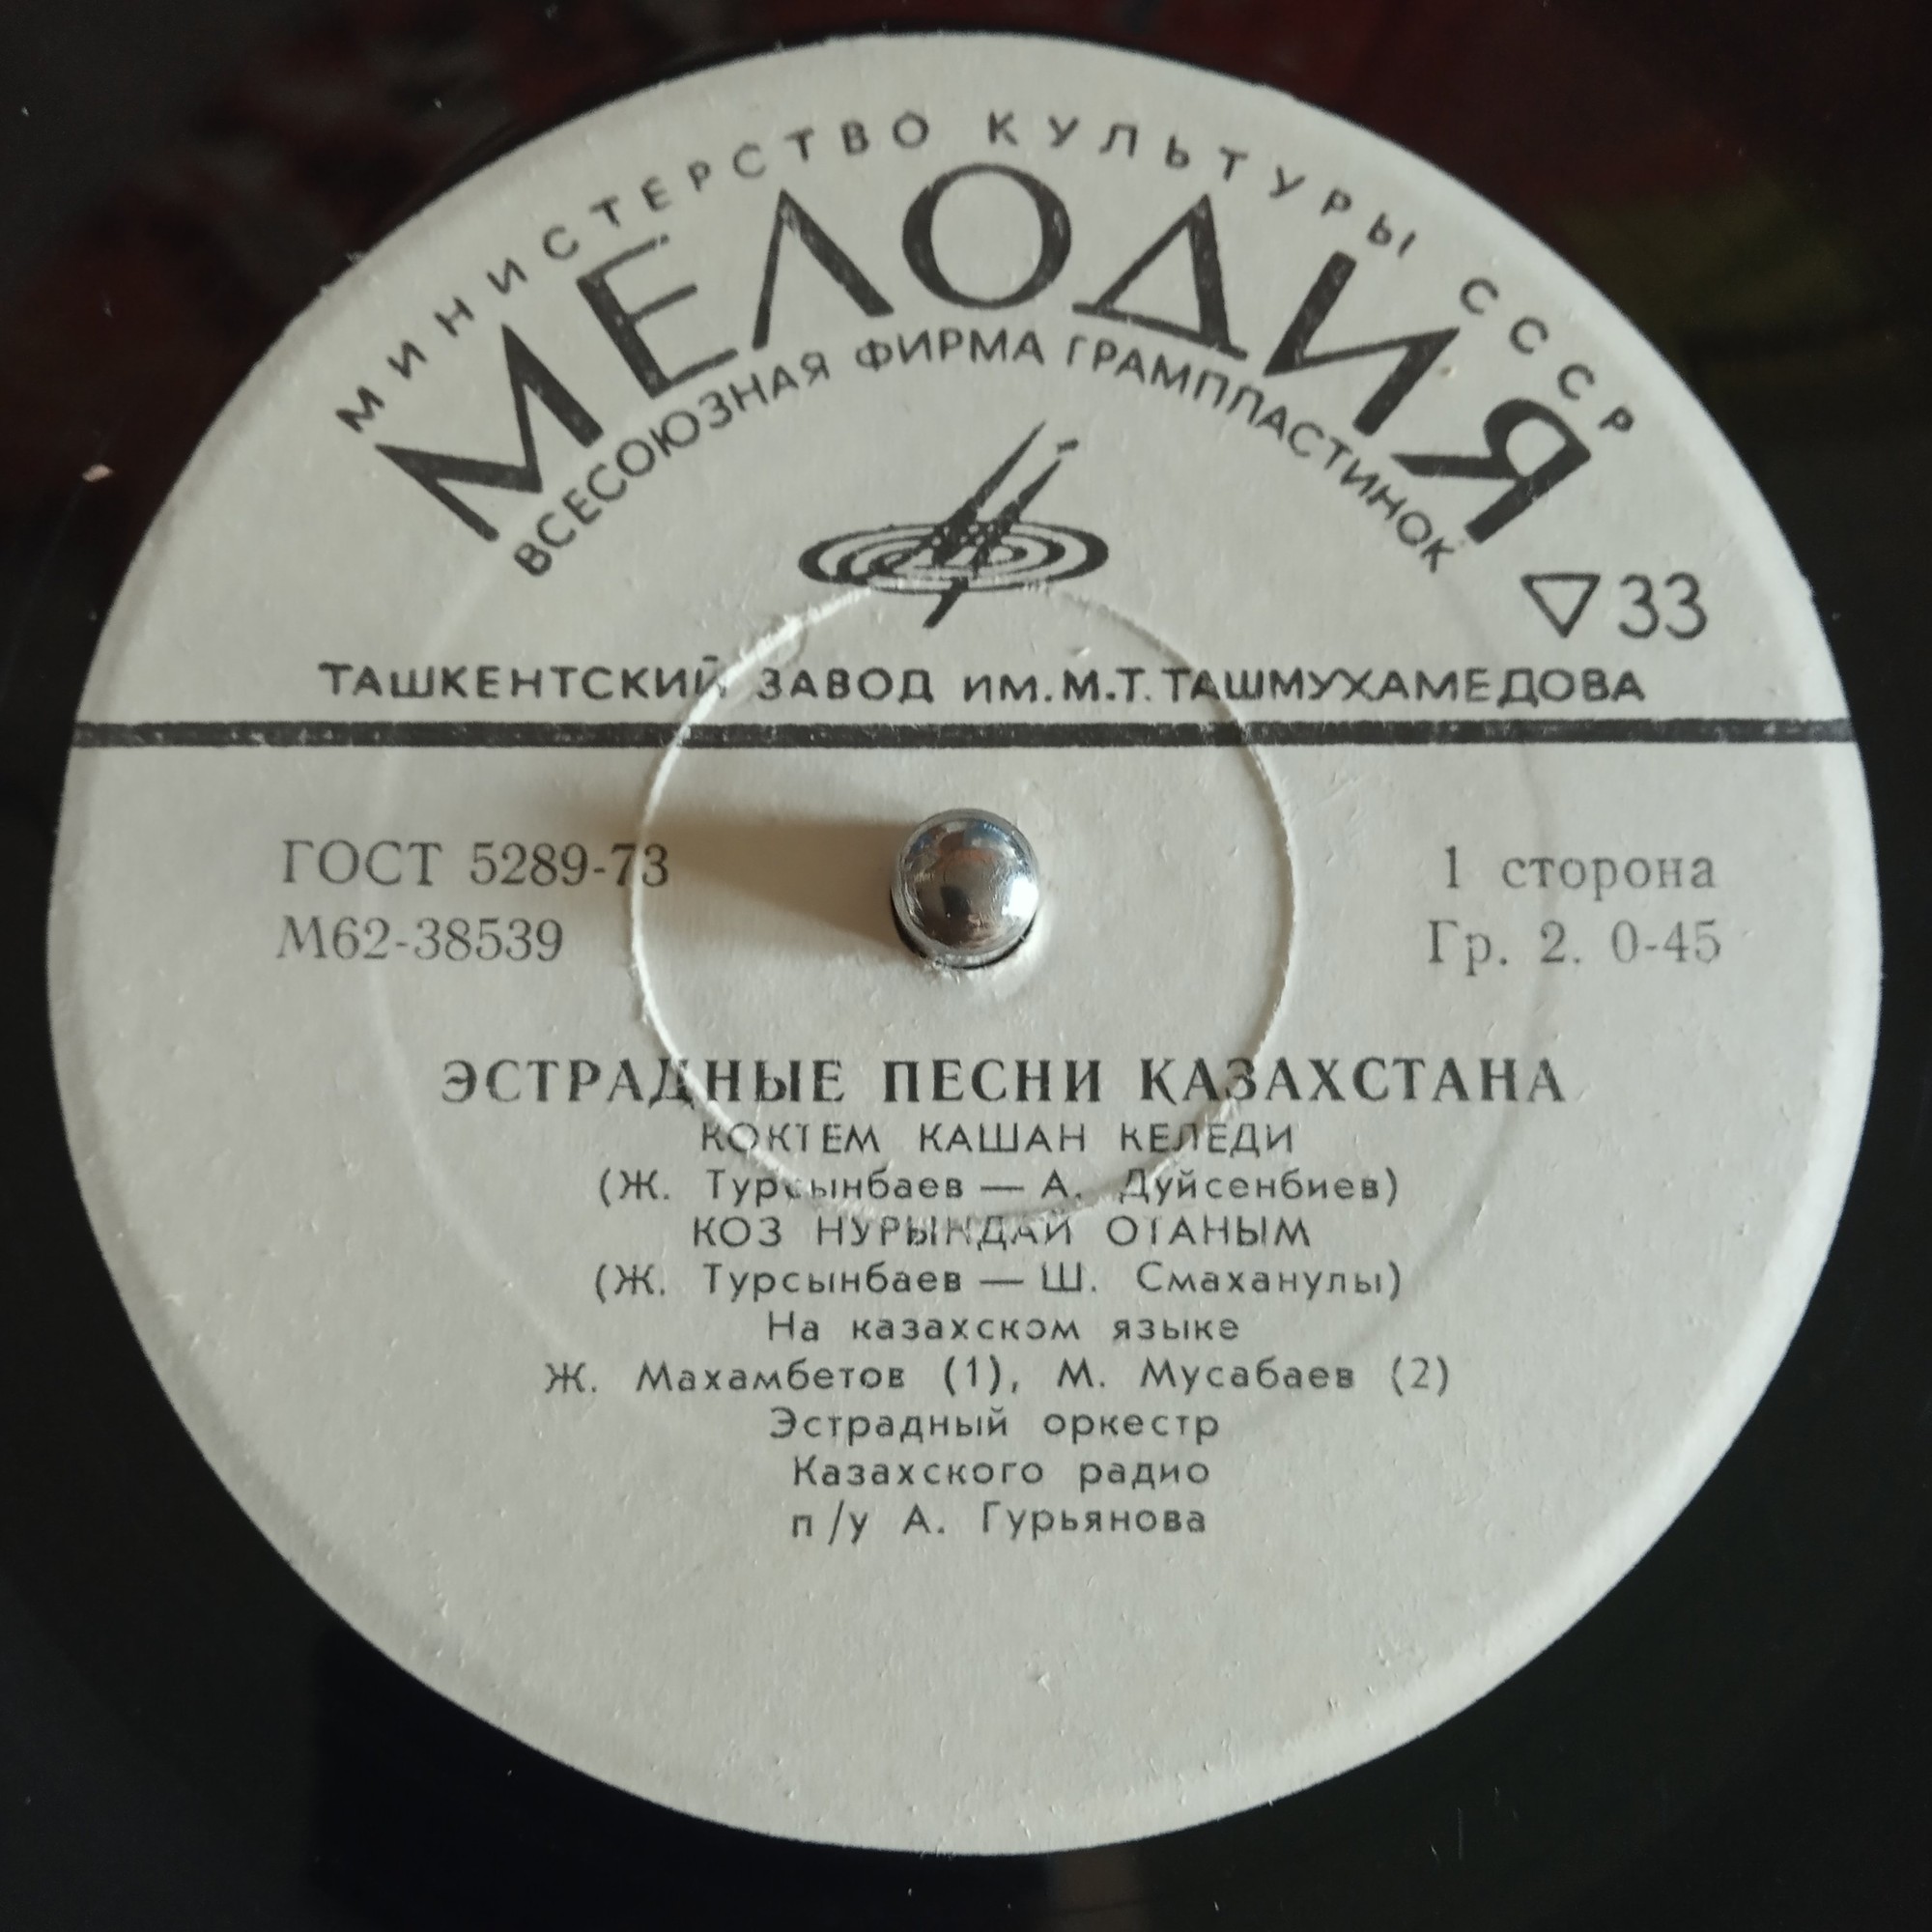 МИНИСТЕРСТВО КУЛЬТУРЫ СССР
МЕЛОДИЯ
ВСЕСОЮЗНАЯ ФИРМА ГРАМПЛАСТИНОК
▽33
ТАШКЕНТСКИЙ ЗАВОД ИМ. М.Т. ТАШМУХАМЕДОВА
ГОСТ 5289-73
М62-38539
1 сторона
Гр. 2. 0-45
ЭСТРАДНЫЕ ПЕСНИ КАЗАХСТАНА
КОКТЕМ КАШАН КЕЛЕДИ
(Ж. Турсынбаев — А. Дуйсенбиев)
КОЗ НУРЫНДАЙ ОТАНЫМ
(Ж. Турсынбаев — Ш. Смаханулы)
На казахском языке
Ж. Махамбетов (1), М. Мусабаев (2)
Эстрадный оркестр
Казахского радио
п/у А. Гурьянова